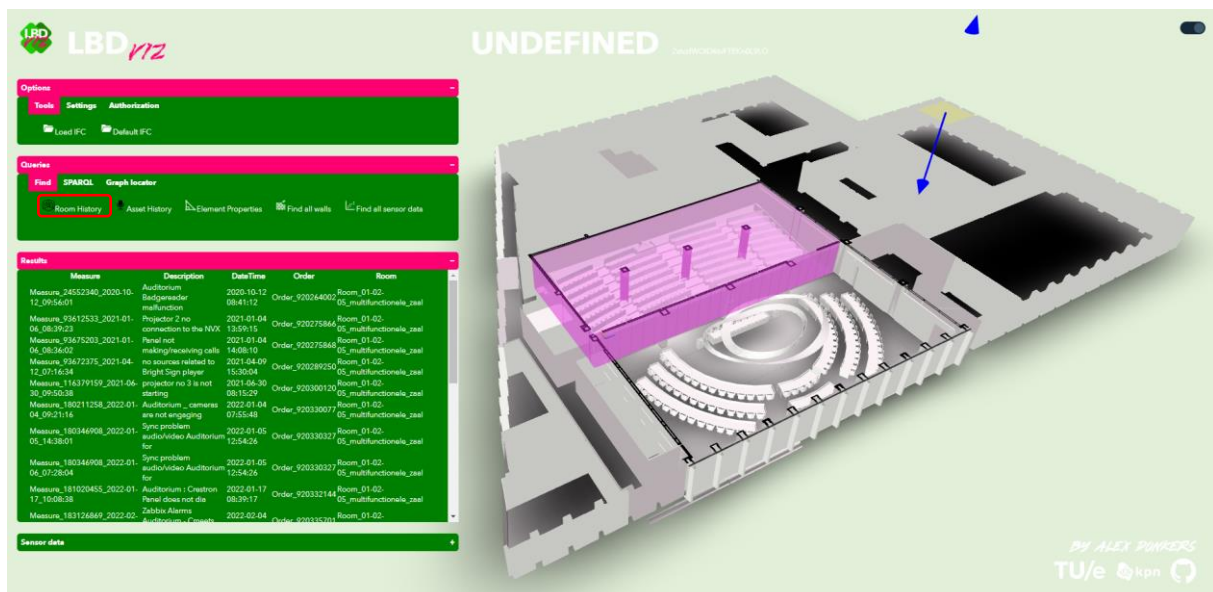 LBD
LBD VIZ
UNDEFINED
Options
Tools Settings Authorization
Load IFC Default IFC
Queries
Find SPARQL Graph locator
Room History Asset History Element Properties Find all walls Find all sensor data
Results
Measure Description DateTime Order Room
Measure_24552340_2020-10- Auditorium 2020-10-12 Order_920264002 Room_01-02-
12_09:56:01 Badgereader 08:41:12 05_multifunctionele_zaal
malfunction
Measure_93612533_2021-01- Projector 2 no 2021-01-04 Order_920275866 Room_01-02-
06_08:39:23 connection to the NVX 13:59:15 05_multifunctionele_zaal
Measure_93675203_2021-01- Panel not 2021-01-04 Order_920275868 Room_01-02-
06_08:36:02 making/receiving calls 14:08:10 05_multifunctionele_zaal
Measure_93672375_2021-04- no sources related to 2021-04-09 Order_920289250 Room_01-02-
12_07:16:34 Bright Sign player 15:30:04 05_multifunctionele_zaal
Measure_116379159_2021-06- projector no 3 is not 2021-06-30 Order_920300120 Room_01-02-
30_09:50:38 starting 08:15:29 05_multifunctionele_zaal
Measure_180211258_2022-01- Auditorium _ cameras 2022-01-04 Order_920330077 Room_01-02-
04_09:21:16 are not engaging 07:55:48 05_multifunctionele_zaal
Measure_180346908_2022-01- Sync problem 2022-01-05 Order_920330327 Room_01-02-
05_14:38:01 audio/video Auditorium 12:54:26 05_multifunctionele_zaal
for
Measure_180346908_2022-01- Sync problem 2022-01-05 Order_920330327 Room_01-02-
06_07:28:04 audio/video Auditorium 12:54:26 05_multifunctionele_zaal
for
Measure_181020455_2022-01- Auditorium : Crestron 2022-01-17 Order_920332144 Room_01-02-
17_10:08:38 Panel does not dia 08:39:17 05_multifunctionele_zaal
Measure_183126869_2022-02- Zabbix Alarms 2022-02-04 Order_920335701 Room_01-02-
Auditorium - Cmeets
Sensor data
BY ALEX DONKERS
TU/e kpn